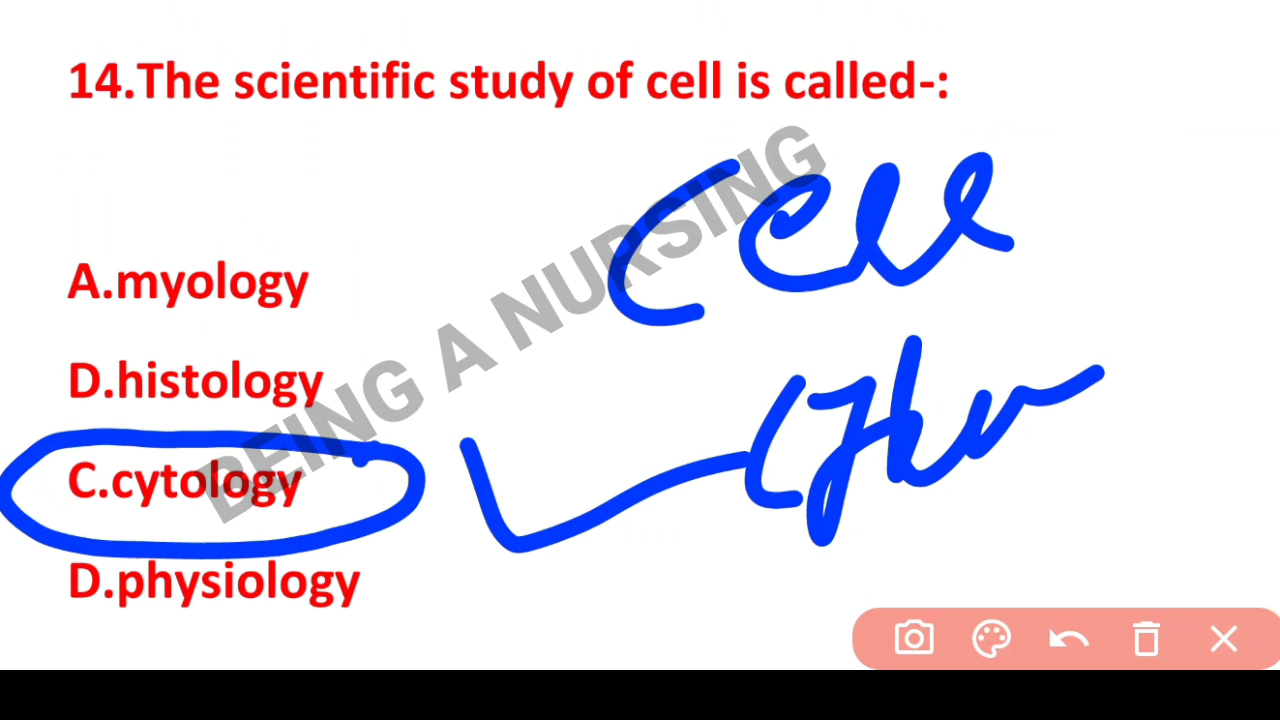 14.The scientific study of cell is called-:
Cell
BEING A NURSING
A.myology
D.histology
C.cytology
D.physiology